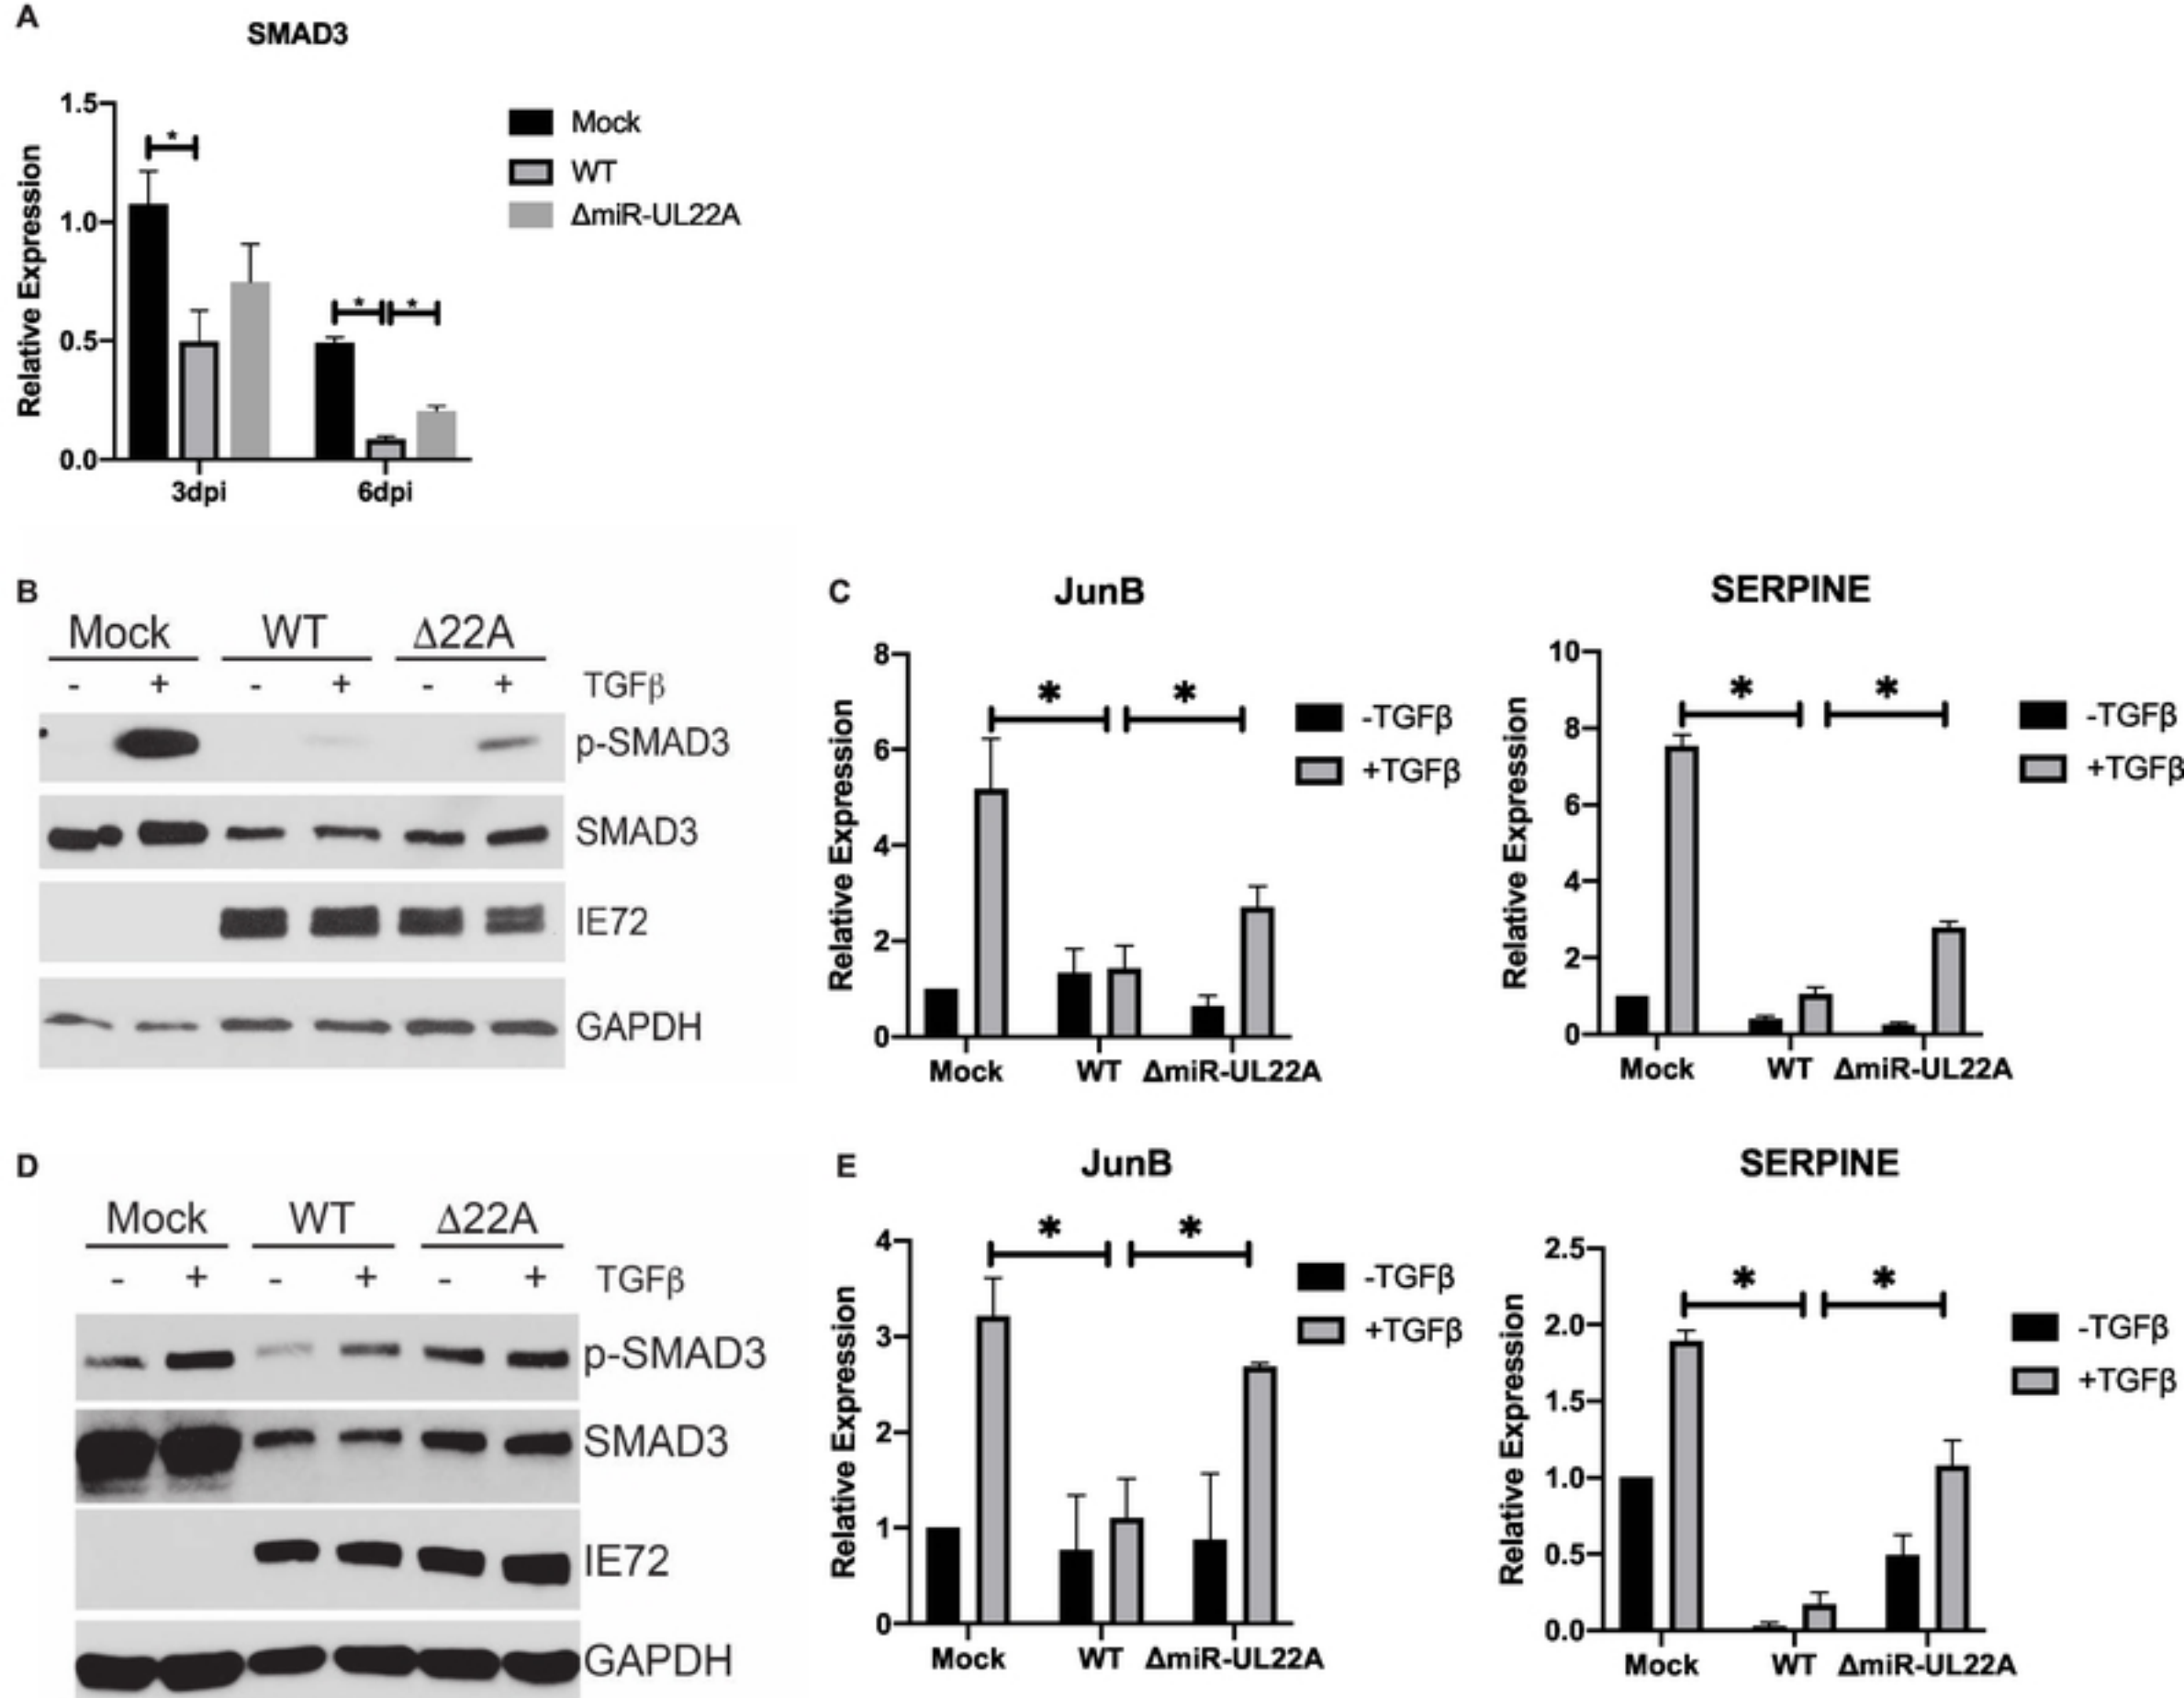 A
SMAD3
Relative Expression
1.5
1.0
0.5
0.0
*
* *
3dpi 6dpi
Mock
WT
ΔmiR-UL22A
B
Mock WT Δ22A
- + - + - + TGFβ
p-SMAD3
SMAD3
IE72
GAPDH
C
JunB
Relative Expression
8
6
4
2
0
* *
Mock WT ΔmiR-UL22A
-TGFβ
+TGFβ
SERPINE
Relative Expression
10
8
6
4
2
0
* *
Mock WT ΔmiR-UL22A
-TGFβ
+TGFβ
D
Mock WT Δ22A
- + - + - + TGFβ
p-SMAD3
SMAD3
IE72
GAPDH
E
JunB
Relative Expression
4
3
2
1
0
* *
Mock WT ΔmiR-UL22A
-TGFβ
+TGFβ
SERPINE
Relative Expression
2.5
2.0
1.5
1.0
0.5
0.0
* *
Mock WT ΔmiR-UL22A
-TGFβ
+TGFβ